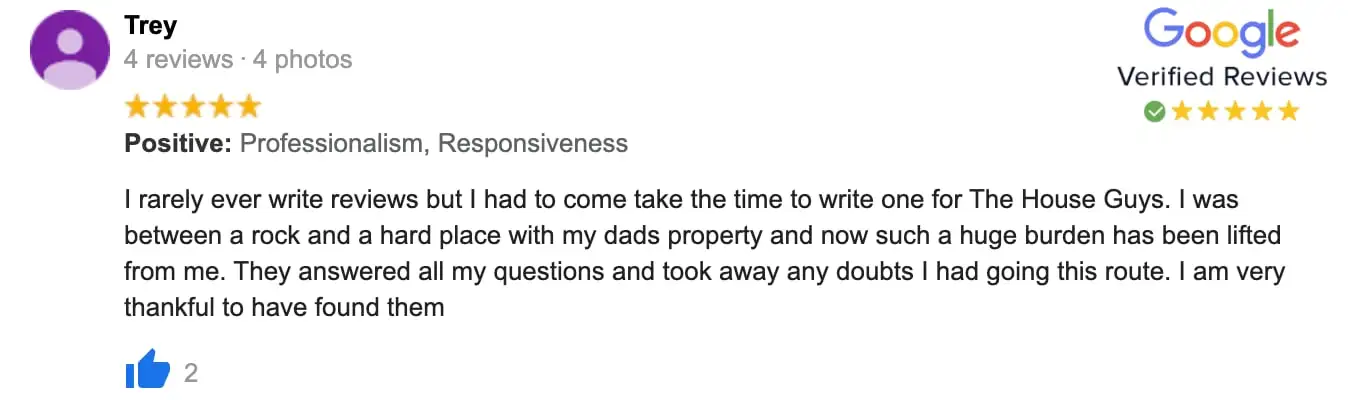 Trey
4 reviews · 4 photos
Google
Verified Reviews
Positive: Professionalism, Responsiveness
I rarely ever write reviews but I had to come take the time to write one for The House Guys. I was
between a rock and a hard place with my dads property and now such a huge burden has been lifted
from me. They answered all my questions and took away any doubts I had going this route. I am very
thankful to have found them
2